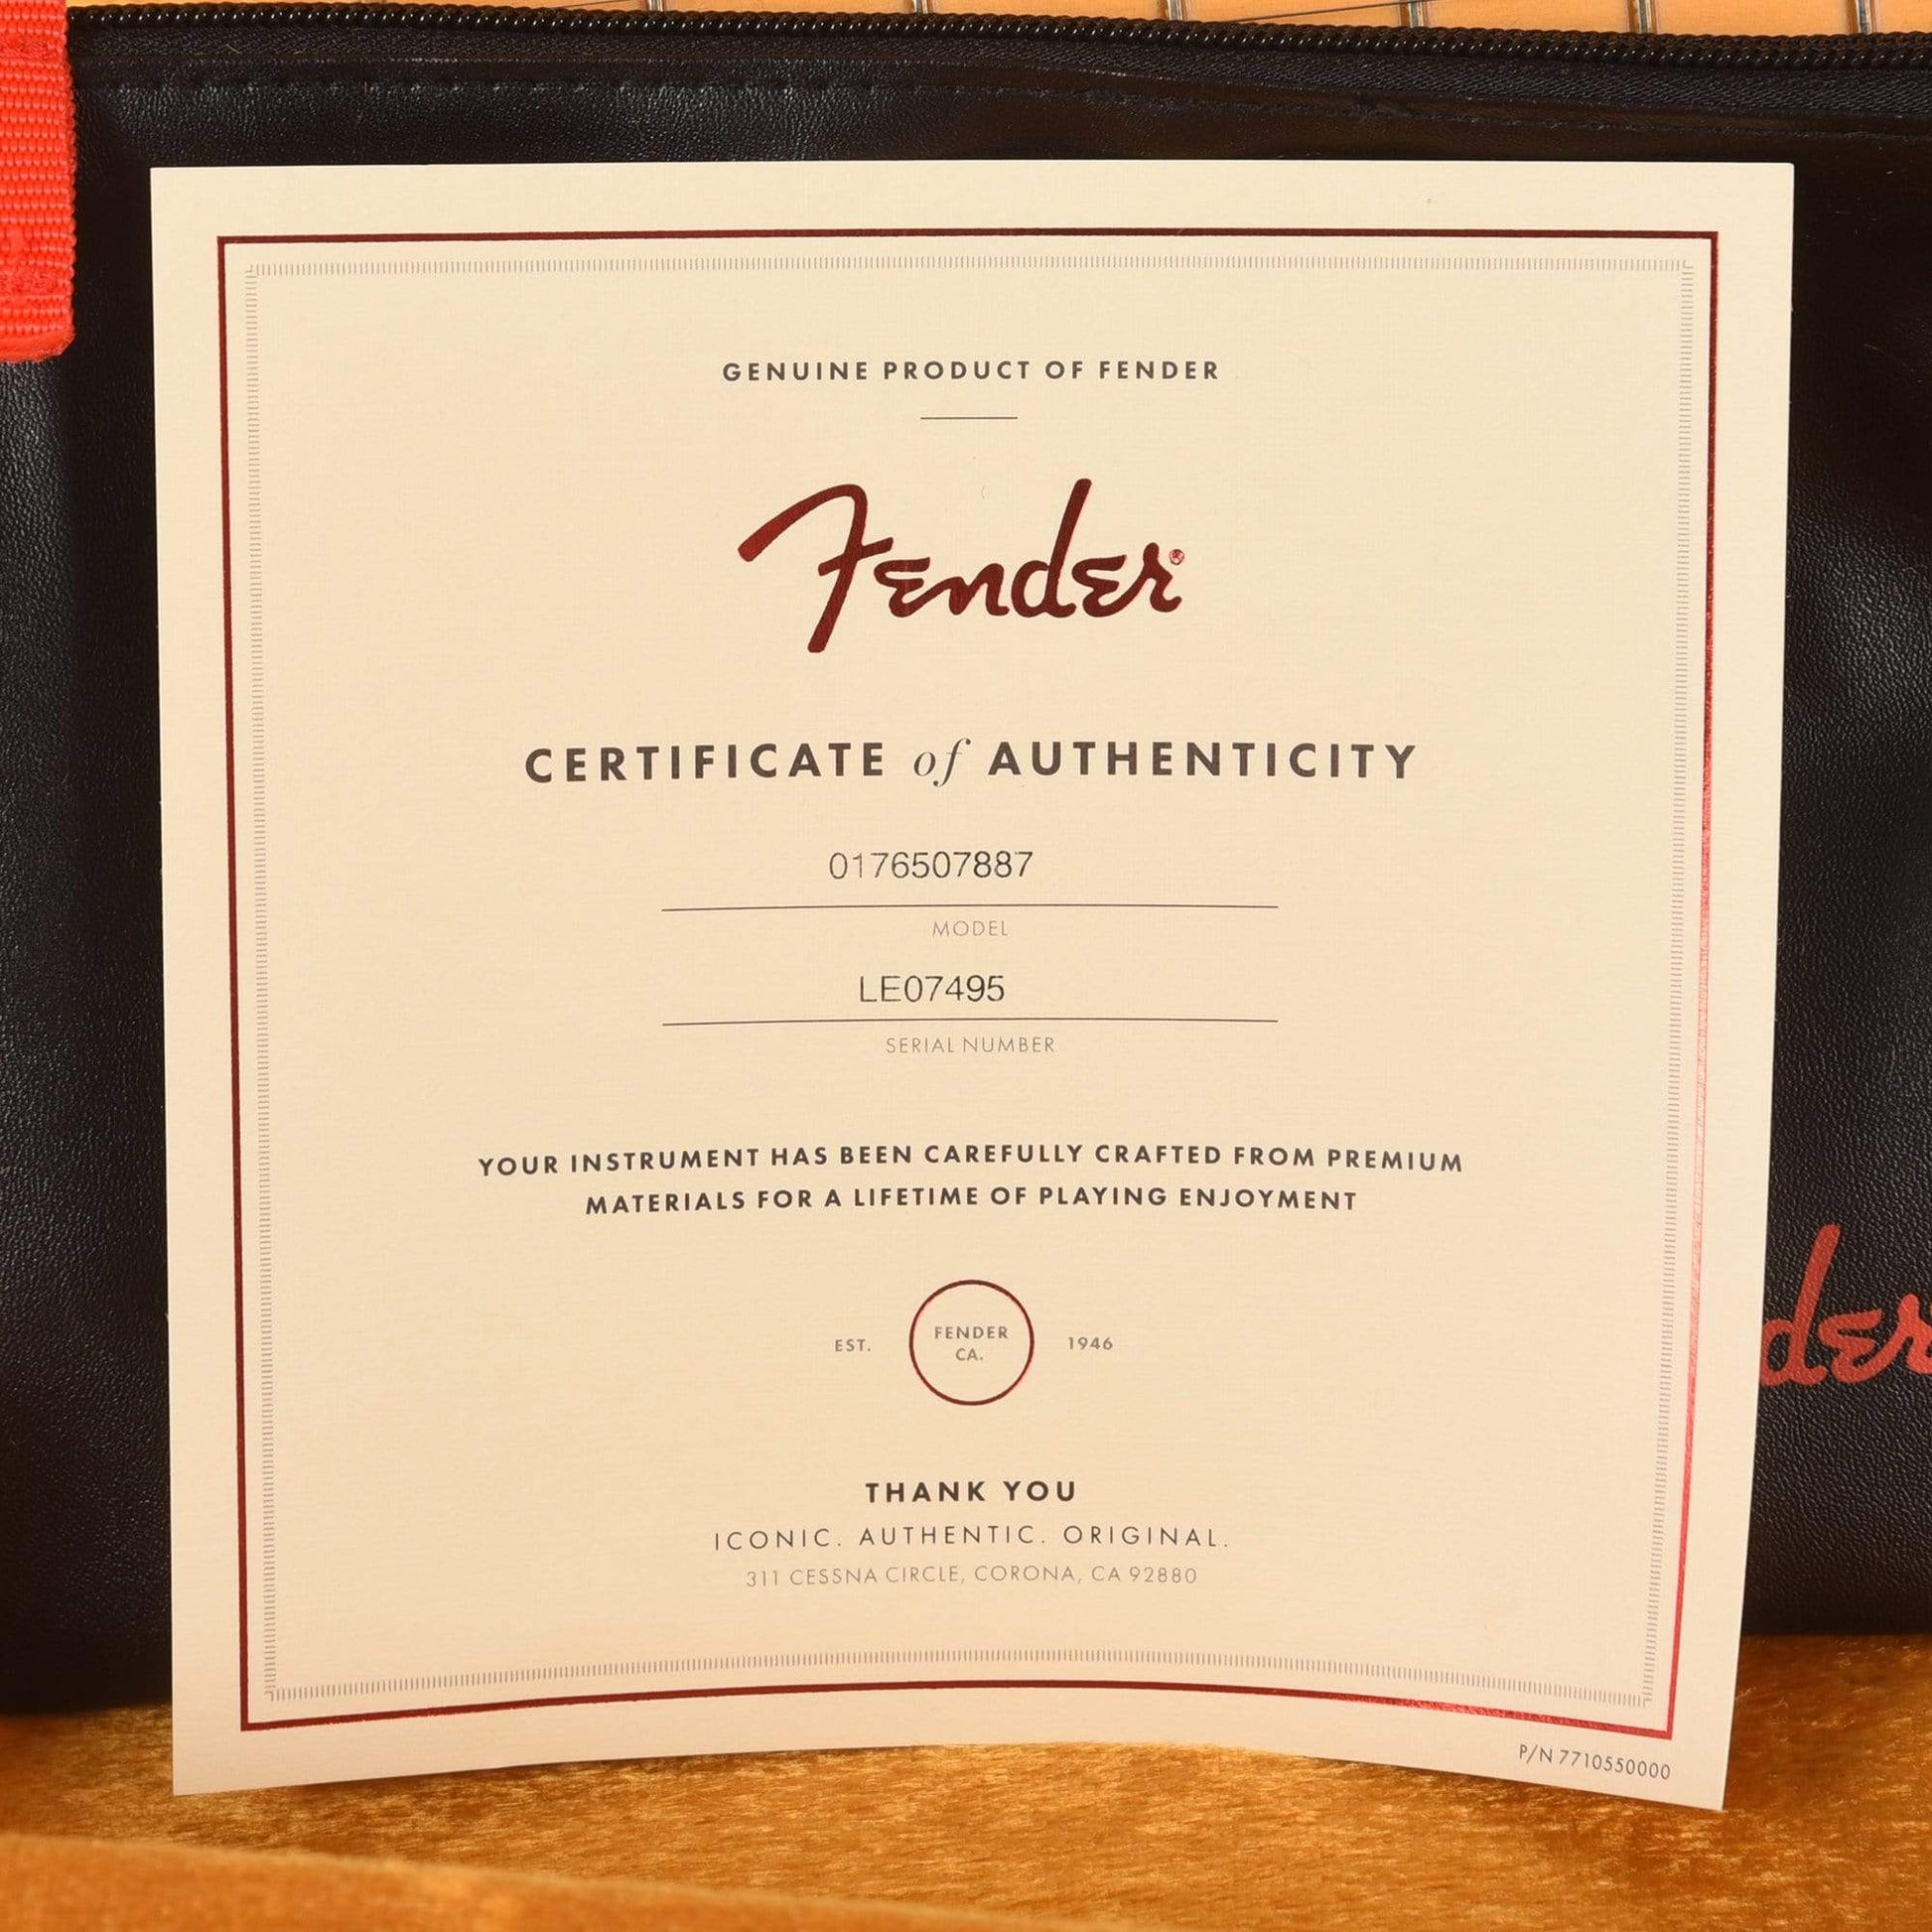 GENUINE PRODUCT OF FENDER
Fender®
CERTIFICATE of AUTHENTICITY
0176507887
MODEL
LE07495
SERIAL NUMBER
YOUR INSTRUMENT HAS BEEN CAREFULLY CRAFTED FROM PREMIUM
MATERIALS FOR A LIFETIME OF PLAYING ENJOYMENT
EST. FENDER CA. 1946
THANK YOU
ICONIC. AUTHENTIC. ORIGINAL.
311 CESSNA CIRCLE, CORONA, CA 92880
P/N 7710550000
der